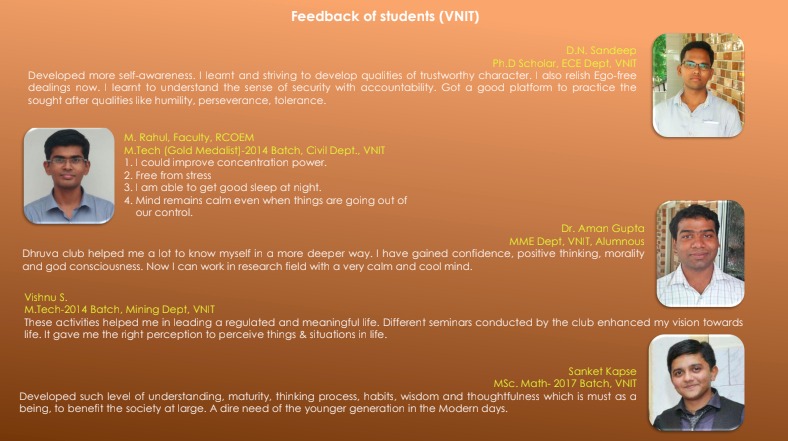 Feedback of students (VNIT)
D.N. Sandeep
Ph.D Scholar, ECE Dept, VNIT
Developed more self-awareness. I learnt and striving to develop qualities of trustworthy character. I also relish Ego-free
dealings now. I learnt to understand the sense of security with accountability. Got a good platform to practice the
sought after qualities like humility, perseverance, tolerance.
M. Rahul, Faculty, RCOEM
M.Tech (Gold Medalist)-2014 Batch, Civil Dept., VNIT
1. I could improve concentration power.
2. Free from stress
3. I am able to get good sleep at night.
4. Mind remains calm even when things are going out of
our control.
Dr. Aman Gupta
MME Dept, VNIT, Alumnous
Dhruva club helped me a lot to know myself in a more deeper way. I have gained confidence, positive thinking, morality
and god consciousness. Now I can work in research field with a very calm and cool mind.
Vishnu S.
M.Tech-2014 Batch, Mining Dept, VNIT
These activities helped me in leading a regulated and meaningful life. Different seminars conducted by the club enhanced my vision towards
life. It gave me the right perception to perceive things & situations in life.
Sanket Kapse
MSc. Math- 2017 Batch, VNIT
Developed such level of understanding, maturity, thinking process, habits, wisdom and thoughtfulness which is must as a
being, to benefit the society at large. A dire need of the younger generation in the Modern days.